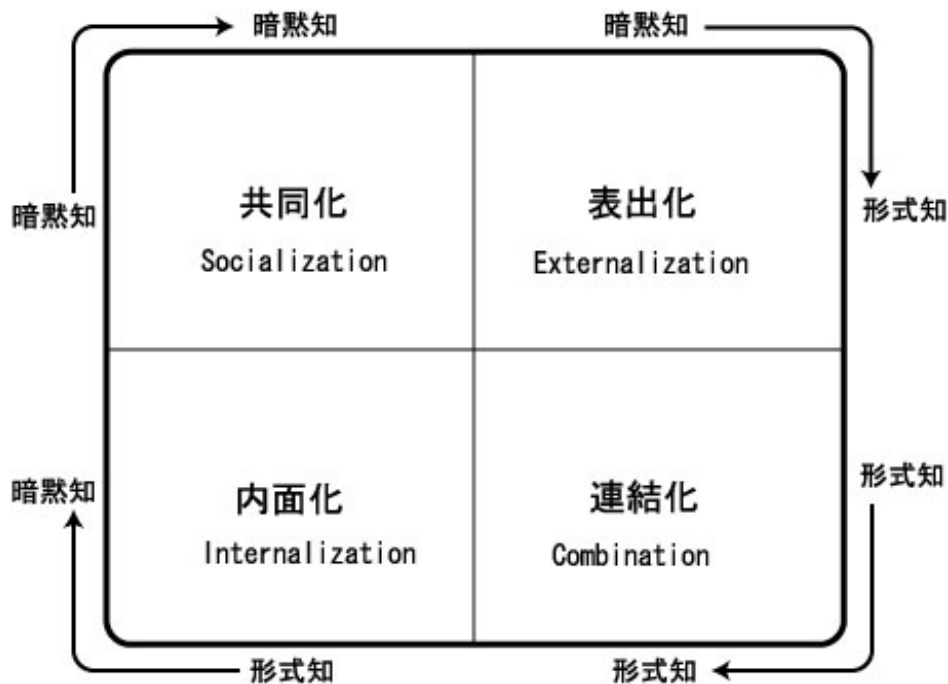 暗黙知
暗黙知
暗黙知
形式知
共同化
Socialization
表出化
Externalization
暗黙知
形式知
内面化
Internalization
連結化
Combination
形式知
形式知